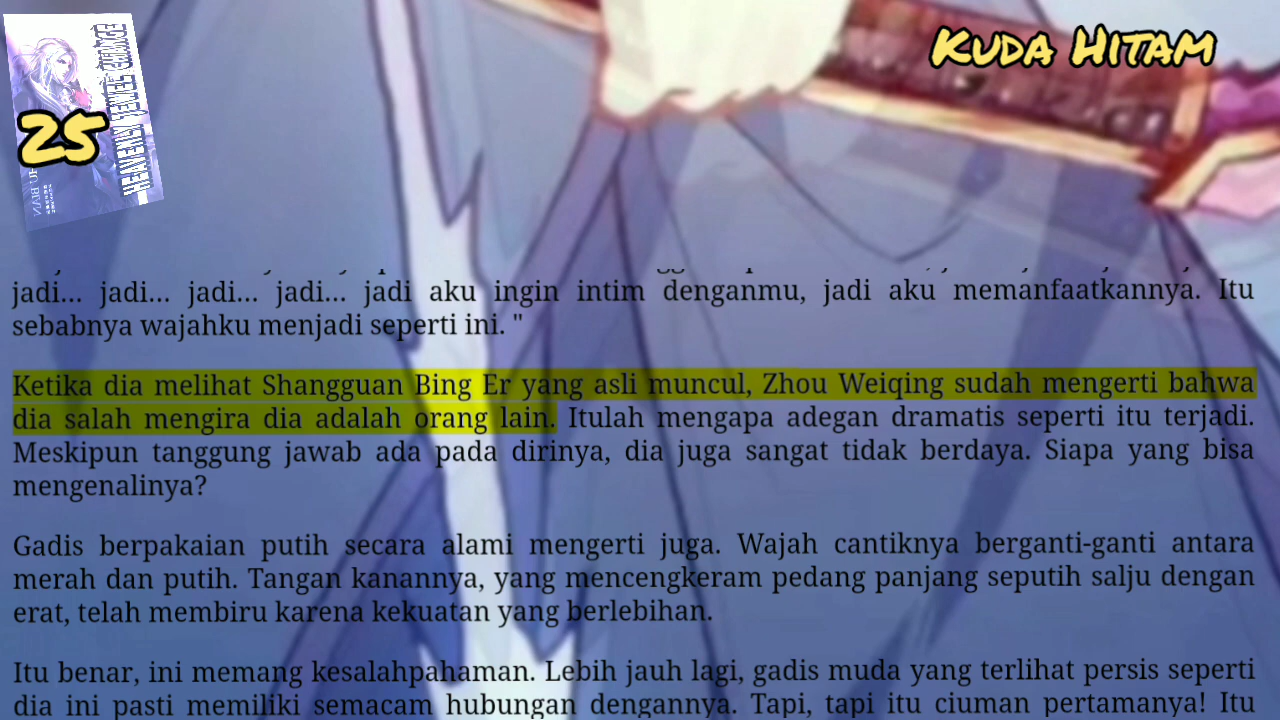 Kuda Hitam
25
HEAVENLY JEWEL CHANGE
jadi... jadi... jadi... jadi... jadi aku ingin intim denganmu, jadi aku memanfaatkannya. Itu
sebabnya wajahku menjadi seperti ini. "
Ketika dia melihat Shangguan Bing Er yang asli muncul, Zhou Weiqing sudah mengerti bahwa
dia salah mengira dia adalah orang lain. Itulah mengapa adegan dramatis seperti itu terjadi.
Meskipun tanggung jawab ada pada dirinya, dia juga sangat tidak berdaya. Siapa yang bisa
mengenalinya?
Gadis berpakaian putih secara alami mengerti juga. Wajah cantiknya berganti-ganti antara
merah dan putih. Tangan kanannya, yang mencengkeram pedang panjang seputih salju dengan
erat, telah membiru karena kekuatan yang berlebihan.
Itu benar, ini memang kesalahpahaman. Lebih jauh lagi, gadis muda yang terlihat persis seperti
dia ini pasti memiliki semacam hubungan dengannya. Tapi, tapi itu ciuman pertamanya! Itu